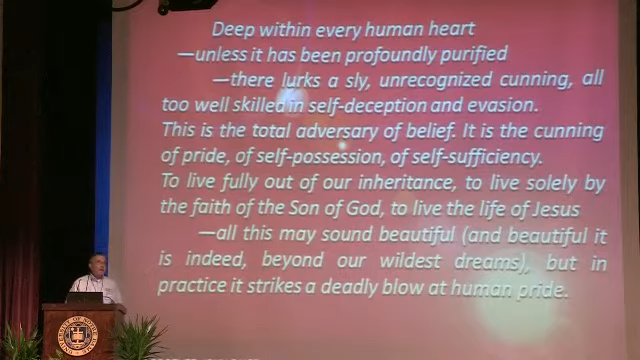 Deep within every human heart
—unless it has been profoundly purified
—there lurks a sly, unrecognized cunning, all
too well skilled in self-deception and evasion.
This is the total adversary of belief. It is the cunning
of pride, of self-possession, of self-sufficiency.
To live fully out of our inheritance, to live solely by
the faith of the Son of God, to live the life of Jesus
—all this may sound beautiful (and beautiful it
is indeed, beyond our wildest dreams), but in
practice it strikes a deadly blow at human pride.
UNIVERSITY OF NOTRE DAME